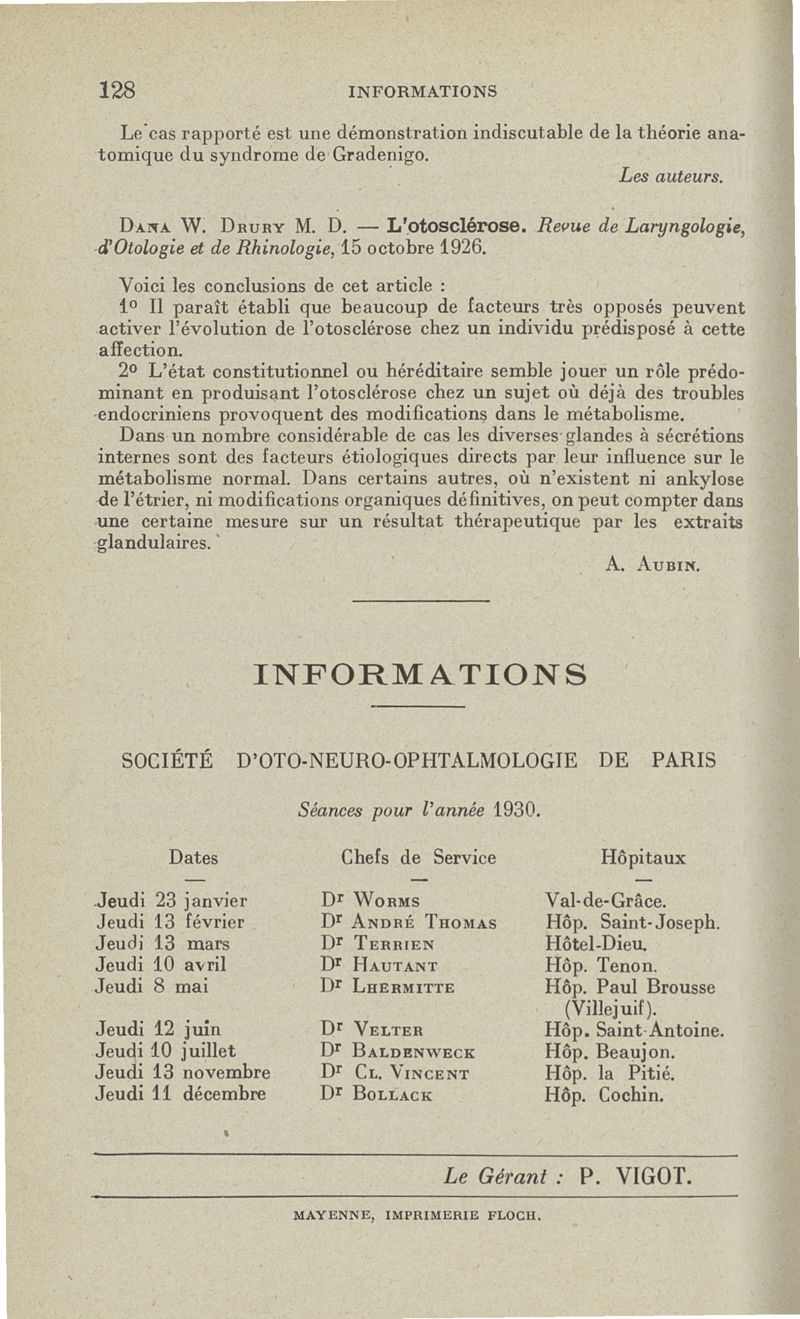 128 INFORMATIONS
Le cas rapporté est une démonstration indiscutable de la théorie ana-
tomique du syndrome de Gradenigo.
Les auteurs.
DANA W. DRURY M. D. — L'otosclérose. Revue de Laryngologie,
d'Otologie et de Rhinologie, 15 octobre 1926.
Voici les conclusions de cet article :
1º Il paraît établi que beaucoup de facteurs très opposés peuvent
activer l'évolution de l'otosclérose chez un individu prédisposé à cette
affection.
2º L'état constitutionnel ou héréditaire semble jouer un rôle prédo-
minant en produisant l'otosclérose chez un sujet où déjà des troubles
endocriniens provoquent des modifications dans le métabolisme.
Dans un nombre considérable de cas les diverses glandes à sécrétions
internes sont des facteurs étiologiques directs par leur influence sur le
métabolisme normal. Dans certains autres, où n'existent ni ankylose
de l'étrier, ni modifications organiques définitives, on peut compter dans
une certaine mesure sur un résultat thérapeutique par les extraits
glandulaires.
A. AUBIN.
INFORMATIONS
SOCIÉTÉ D'OTO-NEURO-OPHTALMOLOGIE DE PARIS
Séances pour l'année 1930.
Dates Chefs de Service Hôpitaux
Jeudi 23 janvier Dr WORMS Val-de-Grâce.
Jeudi 13 février Dr ANDRÉ THOMAS Hôp. Saint-Joseph.
Jeudi 13 mars Dr TERRIEN Hôtel-Dieu.
Jeudi 10 avril Dr HAUTANT Hôp. Tenon.
Jeudi 8 mai Dr LHERMITTE Hôp. Paul Brousse
(Villejuif).
Jeudi 12 juin Dr VELTER Hôp. Saint-Antoine.
Jeudi 10 juillet Dr BALDENWECK Hôp. Beaujon.
Jeudi 13 novembre Dr CL. VINCENT Hôp. la Pitié.
Jeudi 11 décembre Dr BOLLACK Hôp. Cochin.
Le Gérant : P. VIGOT.
MAYENNE, IMPRIMERIE FLOCH.